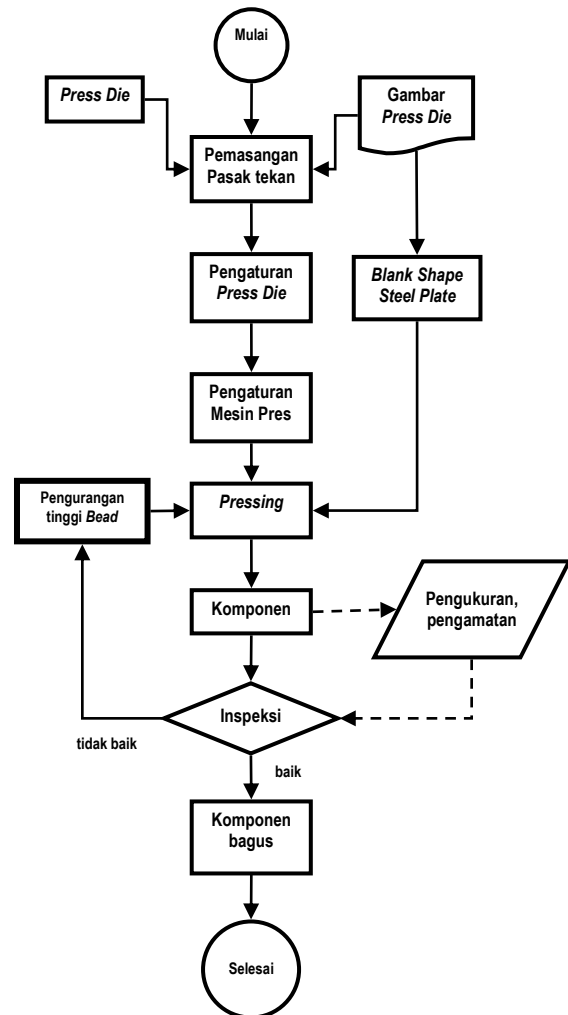 Mulai
Press Die
Gambar
Press Die
Pemasangan
Pasak tekan
Pengaturan
Press Die
Blank Shape
Steel Plate
Pengaturan
Mesin Pres
Pengurangan
tinggi Bead
Pressing
Komponen
Pengukuran,
pengamatan
Inspeksi
tidak baik
baik
Komponen
bagus
Selesai